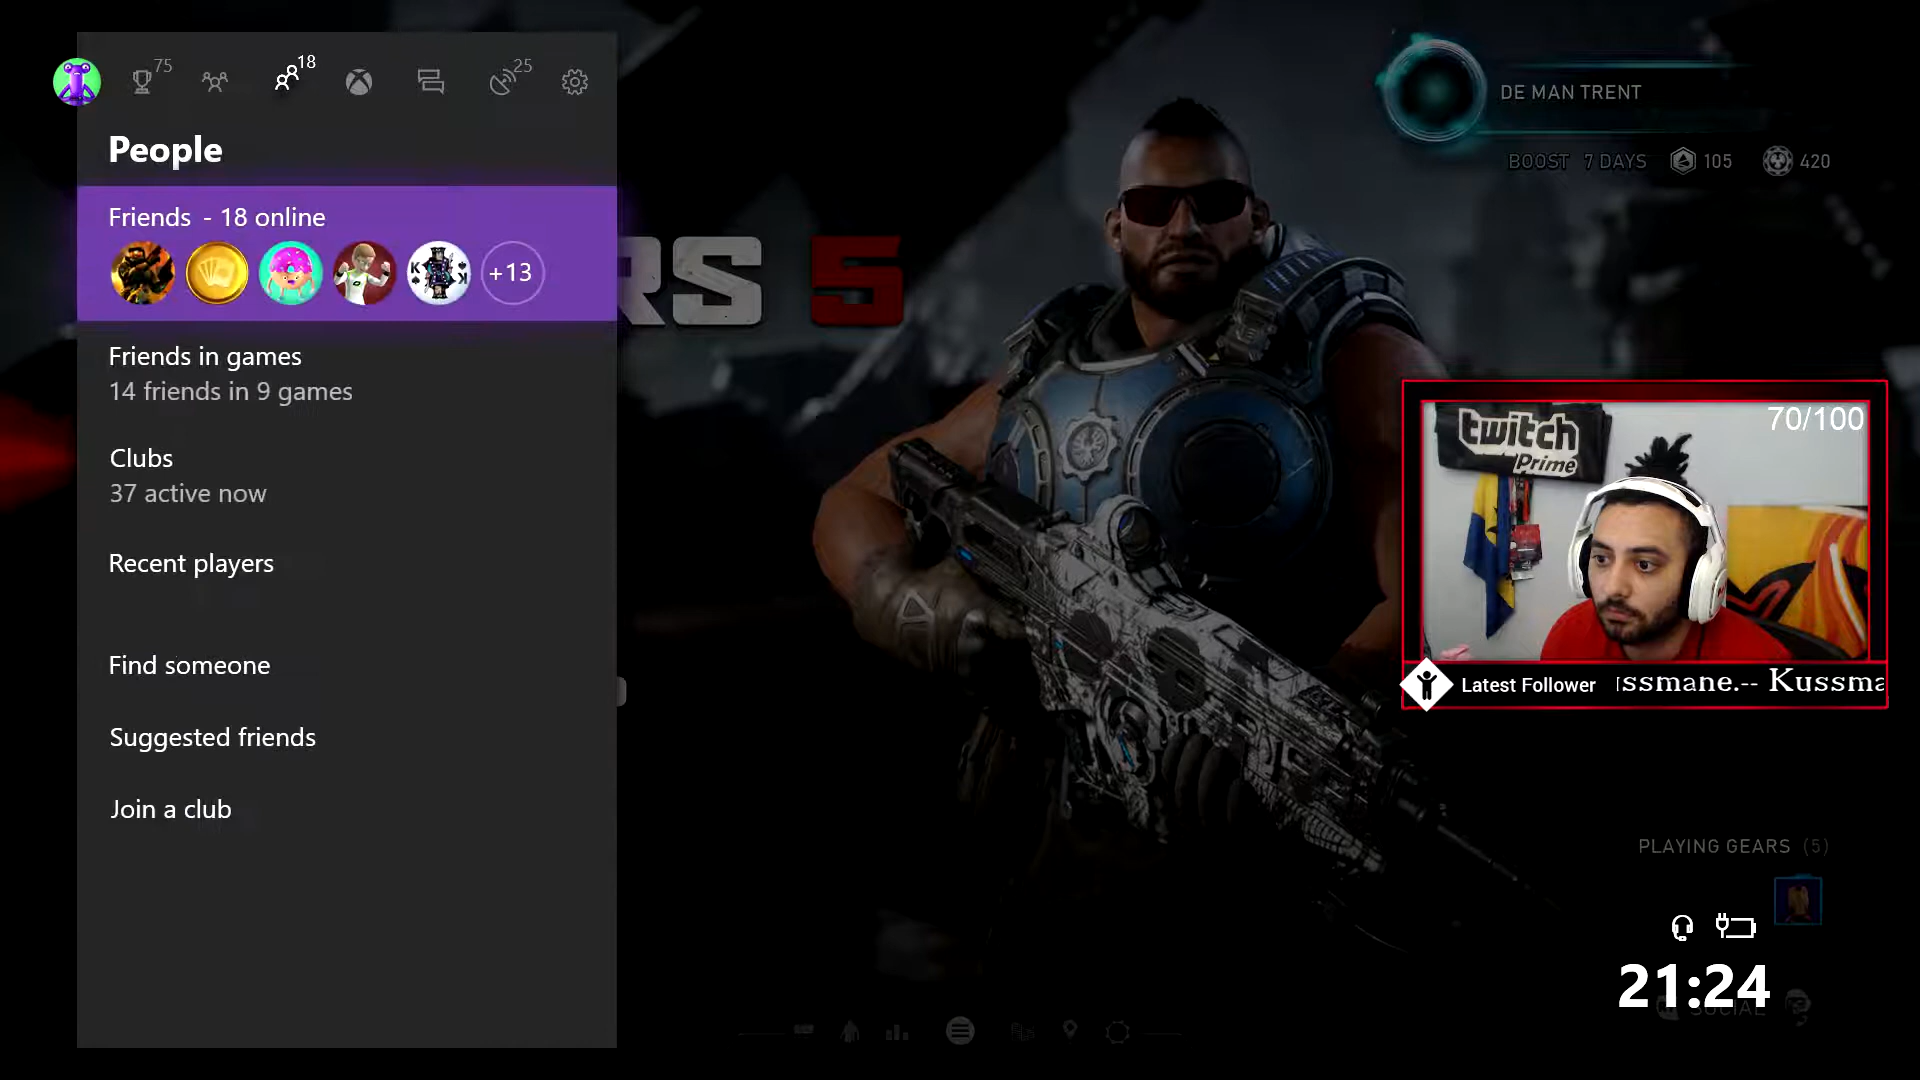 75
18
25
People
Friends - 18 online
K
K
+13
Friends in games
14 friends in 9 games
Clubs
37 active now
Recent players
Find someone
Suggested friends
Join a club
RS 5
DE MAN TRENT
BOOST 7 DAYS 105 420
70/100
twitch
Prime
Latest Follower ssmane.-- Kussma
PLAYING GEARS (5)
21:24
SOCIAL